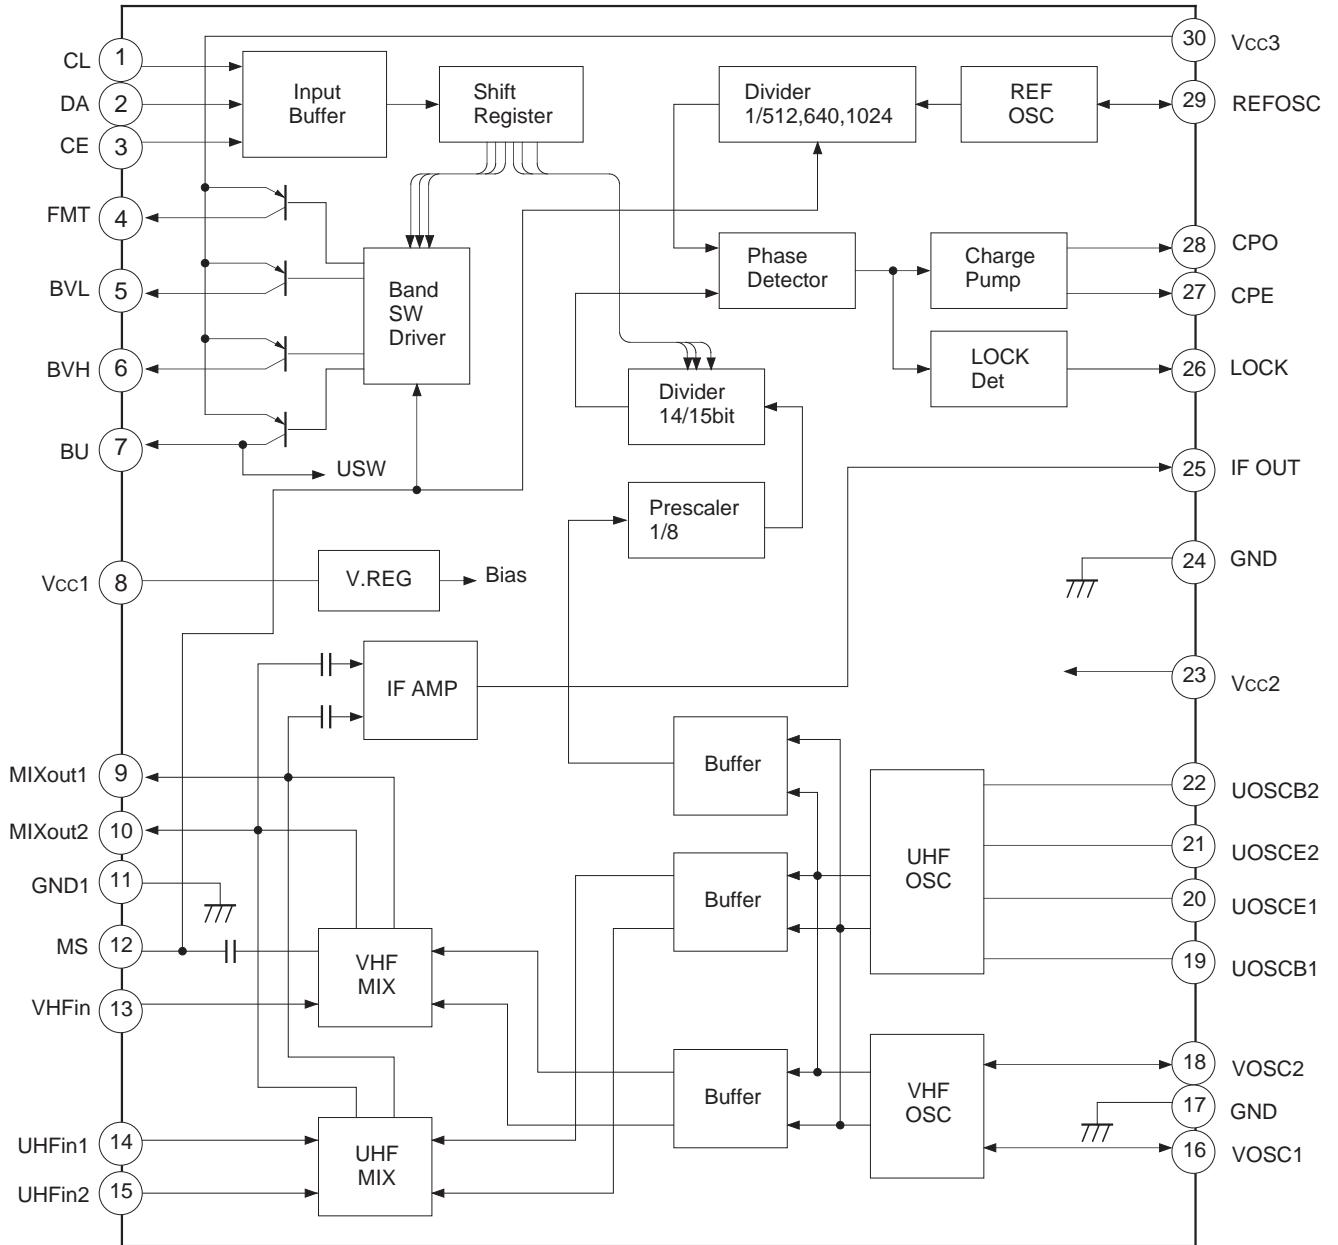 CL
1
DA
2
CE
3
FMT
4
BVL
5
BVH
6
BU
7
Vcc1
8
MIXout1
9
MIXout2
10
GND1
11
MS
12
VHFin
13
UHFin1
14
UHFin2
15
Input
Buffer
Shift
Register
Divider
1/512,640,1024
REF
OSC
Band
SW
Driver
Phase
Detector
Charge
Pump
LOCK
Det
Divider
14/15bit
USW
Prescaler
1/8
V.REG
Bias
IF AMP
Buffer
Buffer
UHF
OSC
VHF
MIX
Buffer
VHF
OSC
UHF
MIX
30
Vcc3
29
REFOSC
28
CPO
27
CPE
26
LOCK
25
IF OUT
24
GND
23
Vcc2
22
UOSCB2
21
UOSCE2
20
UOSCE1
19
UOSCB1
18
VOSC2
17
GND
16
VOSC1